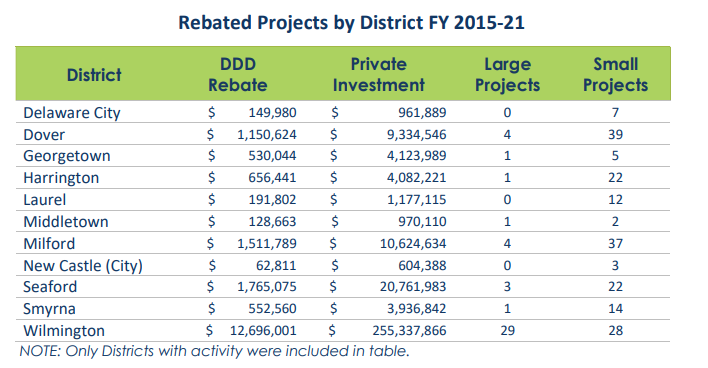 Rebated Projects by District FY 2015-21
District DDD Rebate Private Investment Large Projects Small Projects
Delaware City $ 149,980 $ 961,889 0 7
Dover $ 1,150,624 $ 9,334,546 4 39
Georgetown $ 530,044 $ 4,123,989 1 5
Harrington $ 656,441 $ 4,082,221 1 22
Laurel $ 191,802 $ 1,177,115 0 12
Middletown $ 128,663 $ 970,110 1 2
Milford $ 1,511,789 $ 10,624,634 4 37
New Castle (City) $ 62,811 $ 604,388 0 3
Seaford $ 1,765,075 $ 20,761,983 3 22
Smyrna $ 552,560 $ 3,936,842 1 14
Wilmington $ 12,696,001 $ 255,337,866 29 28
NOTE: Only Districts with activity were included in table.